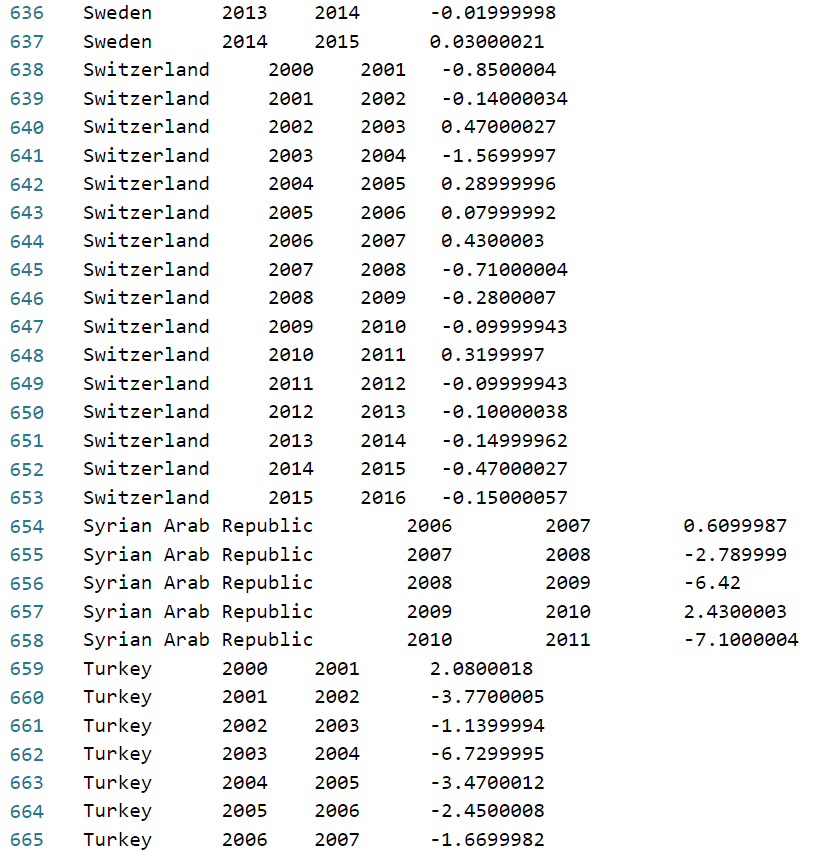 636 Sweden 2013 2014 -0.01999998
637 Sweden 2014 2015 0.03000021
638 Switzerland 2000 2001 -0.8500004
639 Switzerland 2001 2002 -0.14000034
640 Switzerland 2002 2003 0.47000027
641 Switzerland 2003 2004 -1.5699997
642 Switzerland 2004 2005 0.28999996
643 Switzerland 2005 2006 0.07999992
644 Switzerland 2006 2007 0.4300003
645 Switzerland 2007 2008 -0.71000004
646 Switzerland 2008 2009 -0.2800007
647 Switzerland 2009 2010 -0.09999943
648 Switzerland 2010 2011 0.3199997
649 Switzerland 2011 2012 -0.09999943
650 Switzerland 2012 2013 -0.10000038
651 Switzerland 2013 2014 -0.14999962
652 Switzerland 2014 2015 -0.47000027
653 Switzerland 2015 2016 -0.15000057
654 Syrian Arab Republic 2006 2007 0.6099987
655 Syrian Arab Republic 2007 2008 -2.789999
656 Syrian Arab Republic 2008 2009 -6.42
657 Syrian Arab Republic 2009 2010 2.4300003
658 Syrian Arab Republic 2010 2011 -7.1000004
659 Turkey 2000 2001 2.0800018
660 Turkey 2001 2002 -3.7700005
661 Turkey 2002 2003 -1.1399994
662 Turkey 2003 2004 -6.7299995
663 Turkey 2004 2005 -3.4700012
664 Turkey 2005 2006 -2.4500008
665 Turkey 2006 2007 -1.6699982